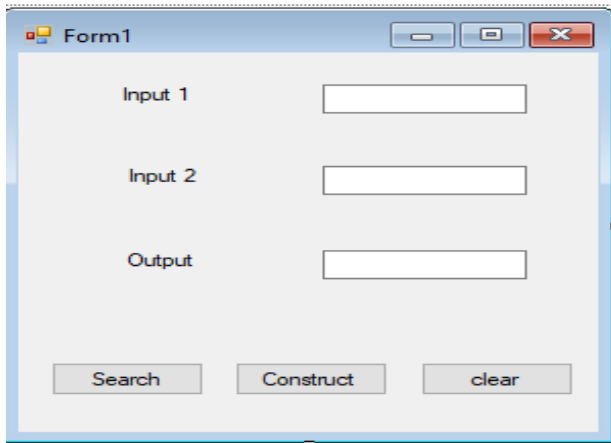 Form1
Input 1
Input 2
Output
Search Construct clear